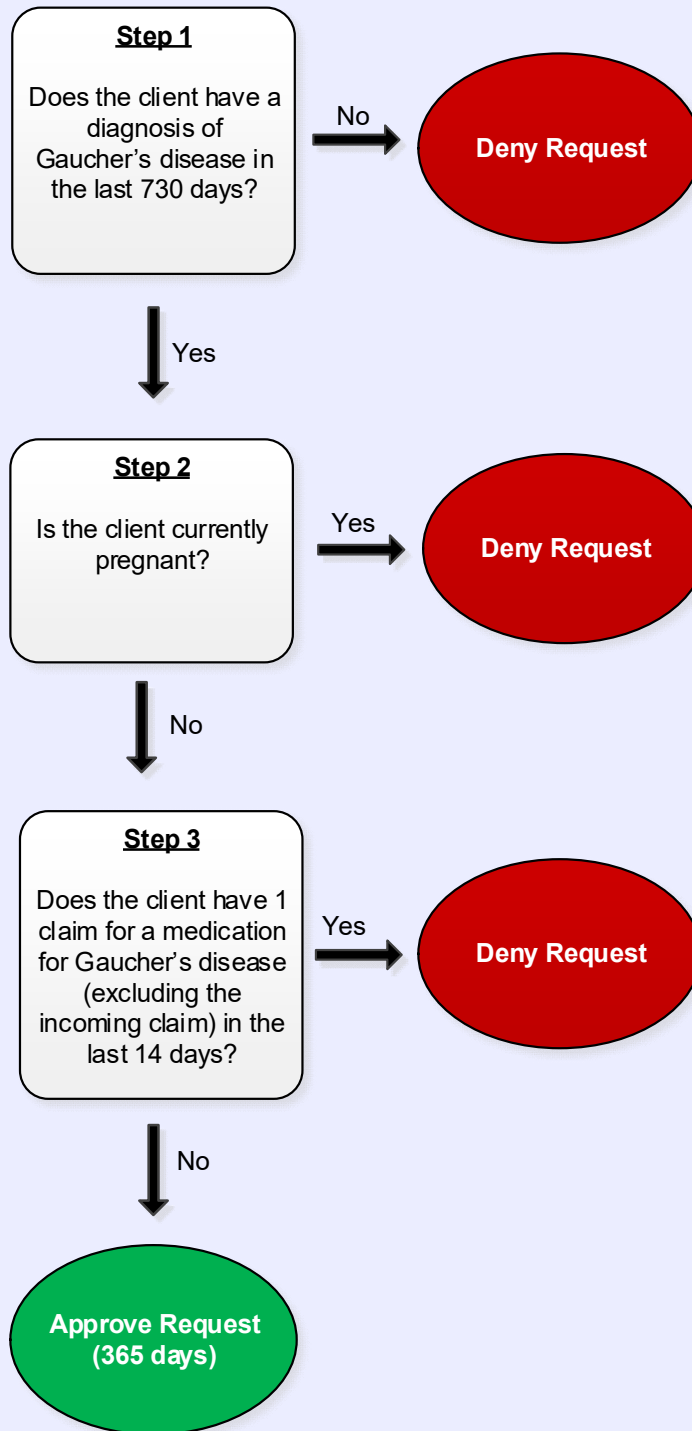 Step 1
Does the client have a
diagnosis of
Gaucher's disease in
the last 730 days?
No
Deny Request
Yes
Step 2
Is the client currently
pregnant?
Yes
Deny Request
No
Step 3
Does the client have 1
claim for a medication
for Gaucher's disease
(excluding the
incoming claim) in the
last 14 days?
Yes
Deny Request
No
Approve Request
(365 days)